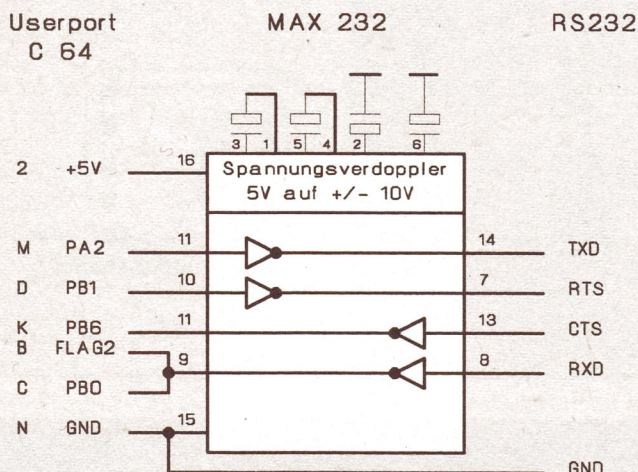 Userport MAX 232 RS232
C 64
3 1 5 4 2 6
2 +5V 16 Spannungsverdoppler
5V auf +/- 10V
M PA2 11 14 TXD
D PB1 10 7 RTS
K PB6 11 13 CTS
B FLAG2
9 8 RXD
C PB0
N GND 15
GND